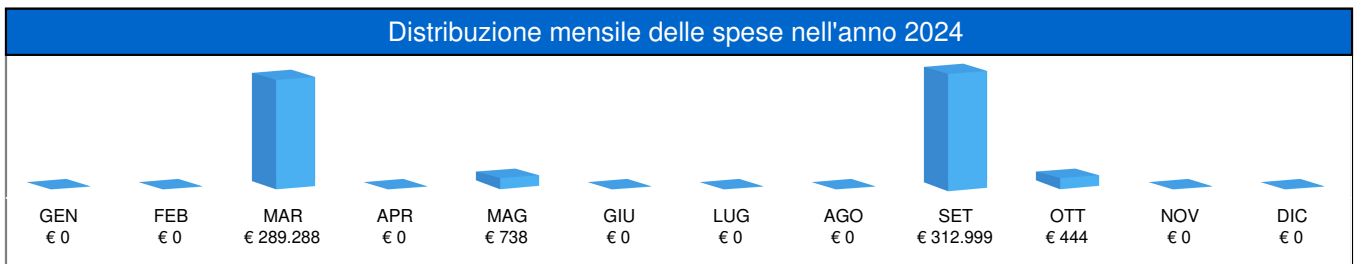 Distribuzione mensile delle spese nell'anno 2024
GEN FEB MAR APR MAG GIU LUG AGO SET OTT NOV DIC
€ 0 € 0 € 289.288 € 0 € 738 € 0 € 0 € 0 € 312.999 € 444 € 0 € 0